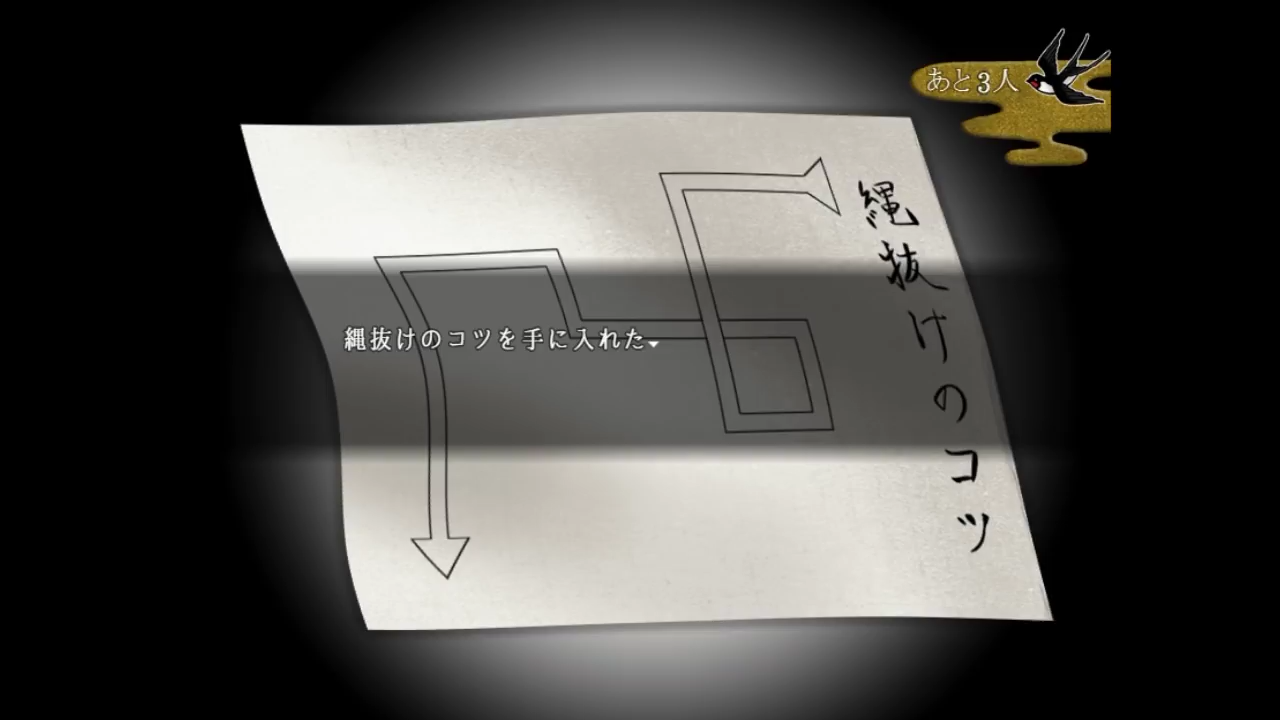 あと3人
縄抜けのコツ
縄抜けのコツを手に入れた